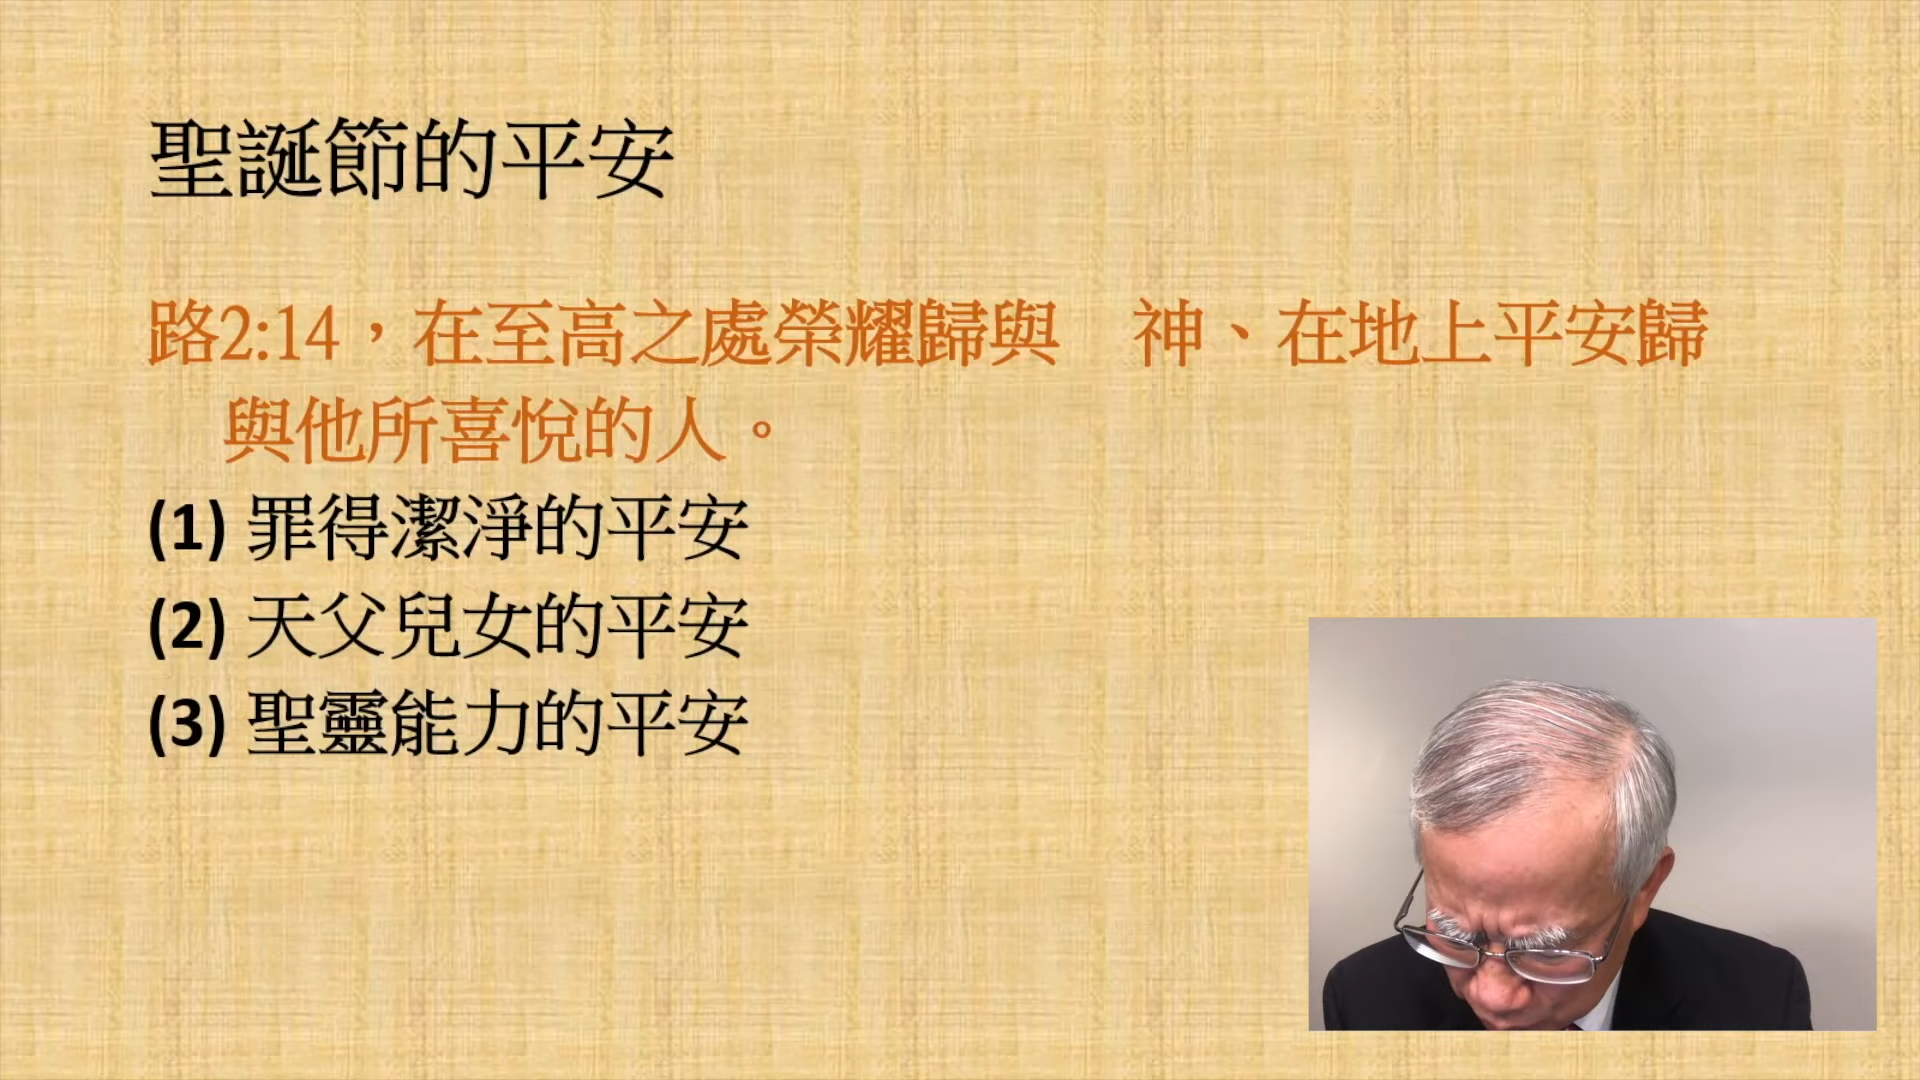 聖誕節的平安
路2:14，在至高之處榮耀歸與　神、在地上平安歸
與他所喜悅的人。
(1) 罪得潔淨的平安
(2) 天父兒女的平安
(3) 聖靈能力的平安